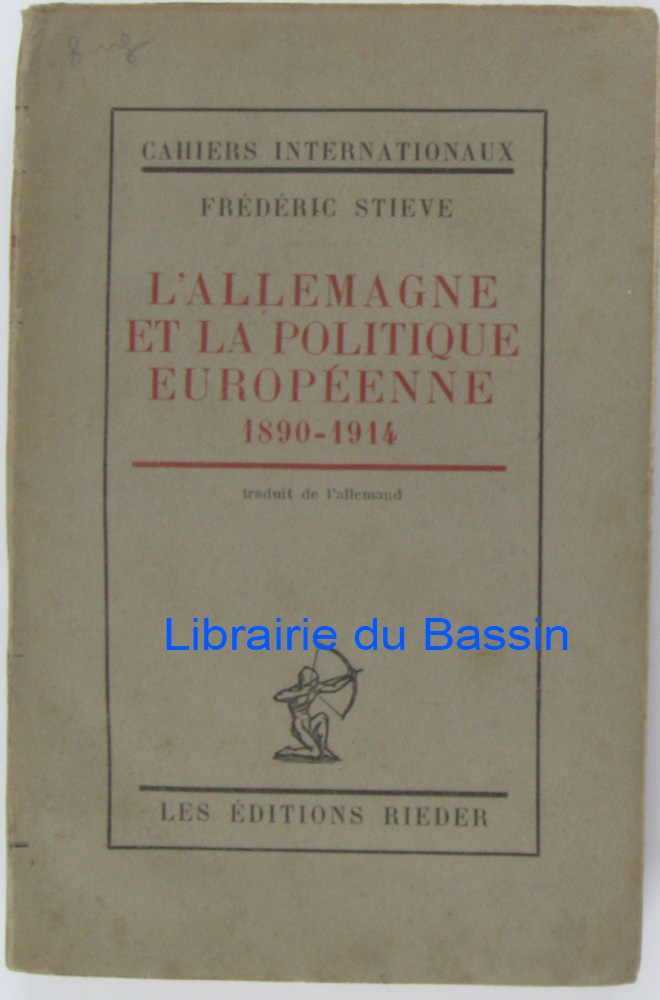 CAHIERS INTERNATIONAUX
FRÉDÉRIC STIEVE
L'ALLEMAGNE
ET LA POLITIQUE
EUROPÉENNE
1890-1914
traduit de l'allemand
Librairie du Bassin
LES ÉDITIONS RIEDER